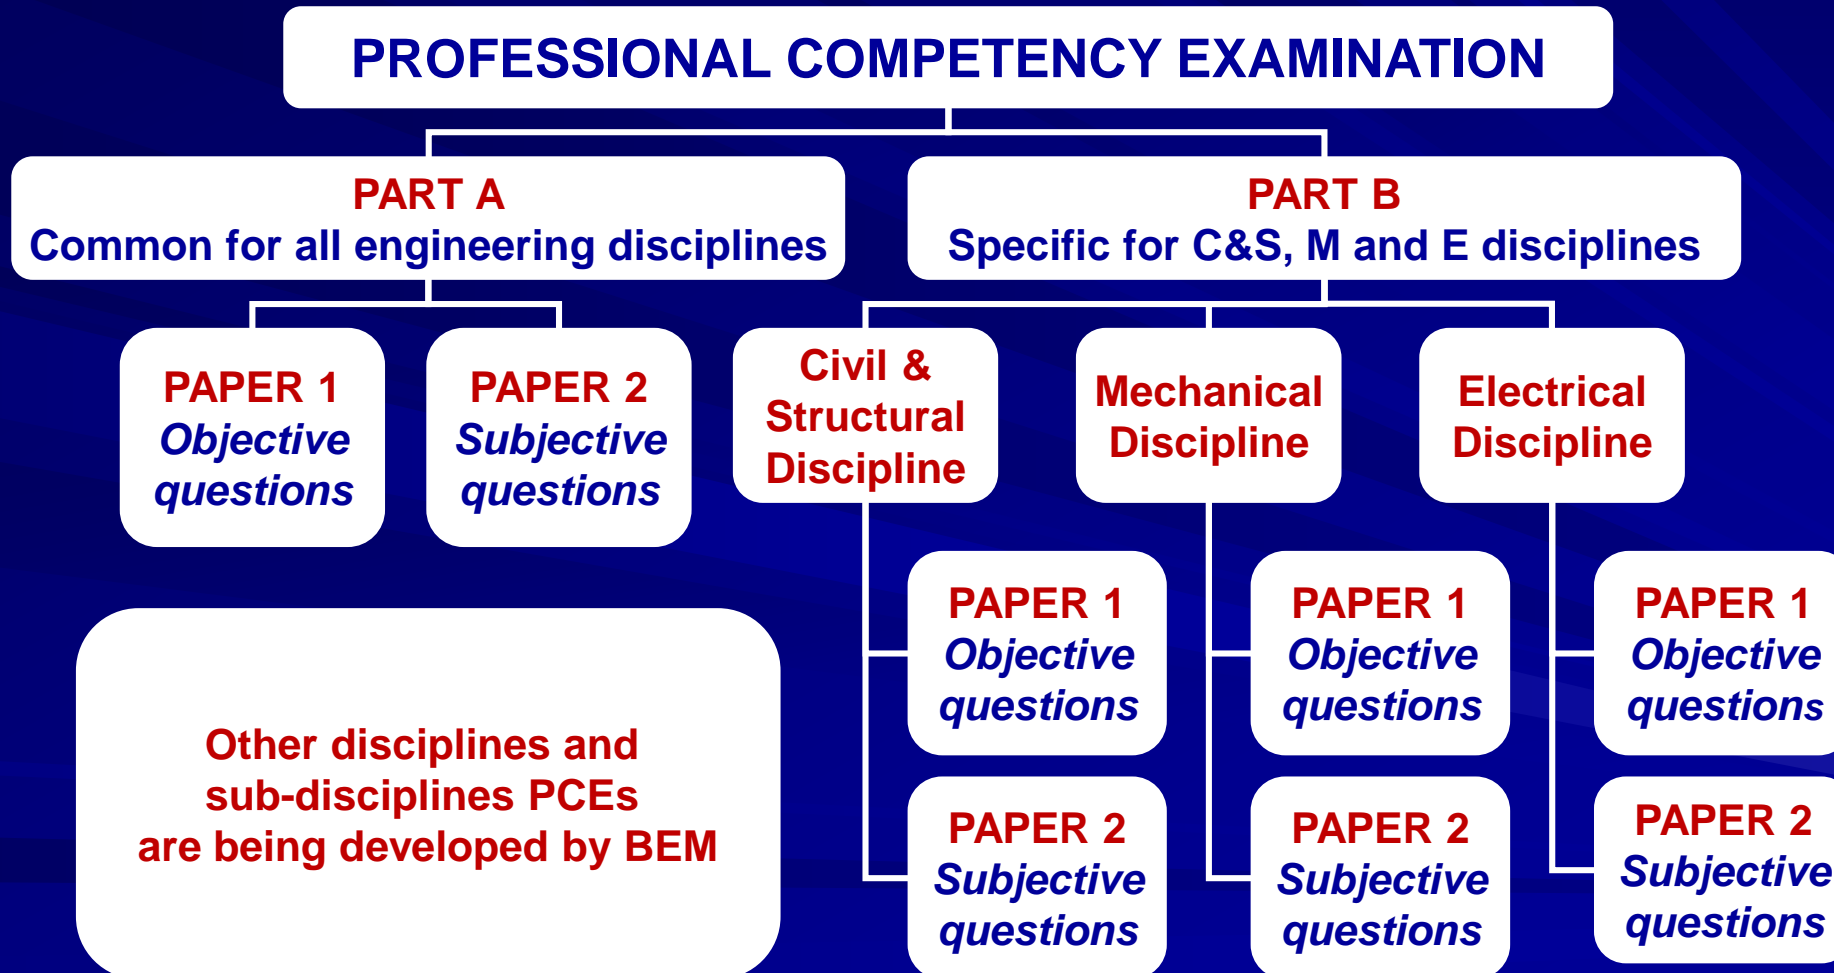 PROFESSIONAL COMPETENCY EXAMINATION
PART A
Common for all engineering disciplines
PART B
Specific for C&S, M and E disciplines
PAPER 1
Objective
questions
PAPER 2
Subjective
questions
Civil &
Structural
Discipline
Mechanical
Discipline
Electrical
Discipline
PAPER 1
Objective
questions
PAPER 1
Objective
questions
PAPER 1
Objective
questions
Other disciplines and
sub-disciplines PCEs
are being developed by BEM
PAPER 2
Subjective
questions
PAPER 2
Subjective
questions
PAPER 2
Subjective
questions